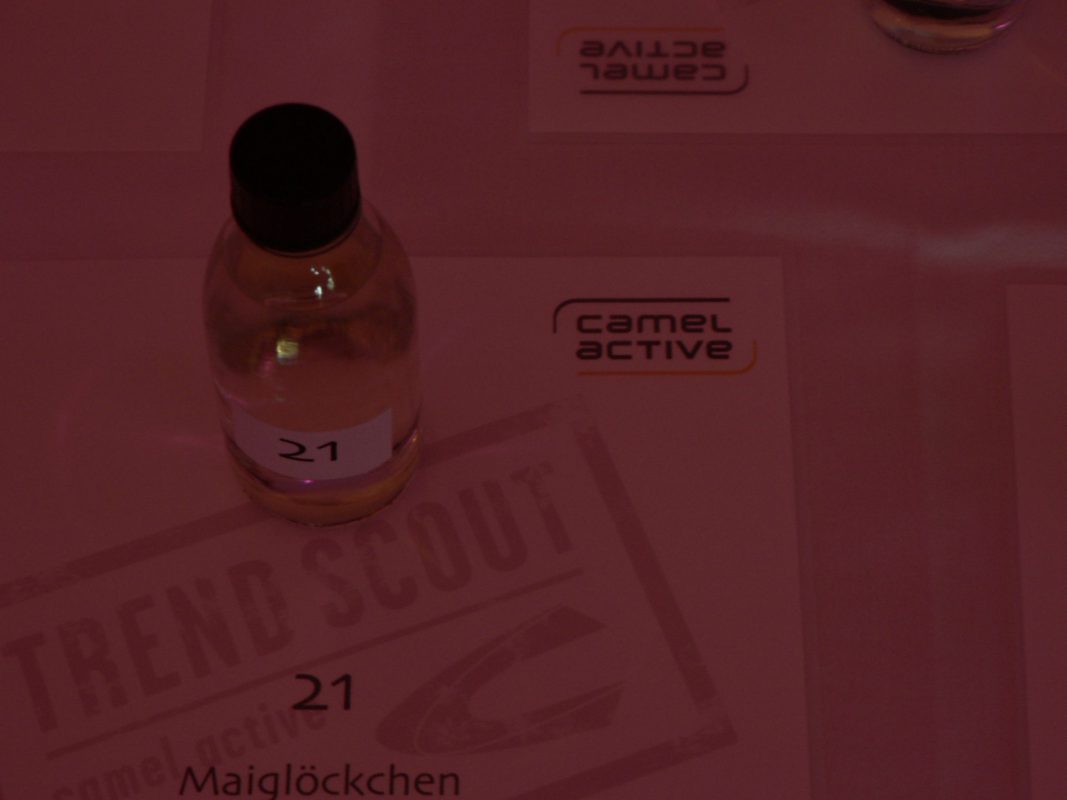 camel
active
camel
active
21
TREND SCOUT
21
camel active
Maiglöckchen